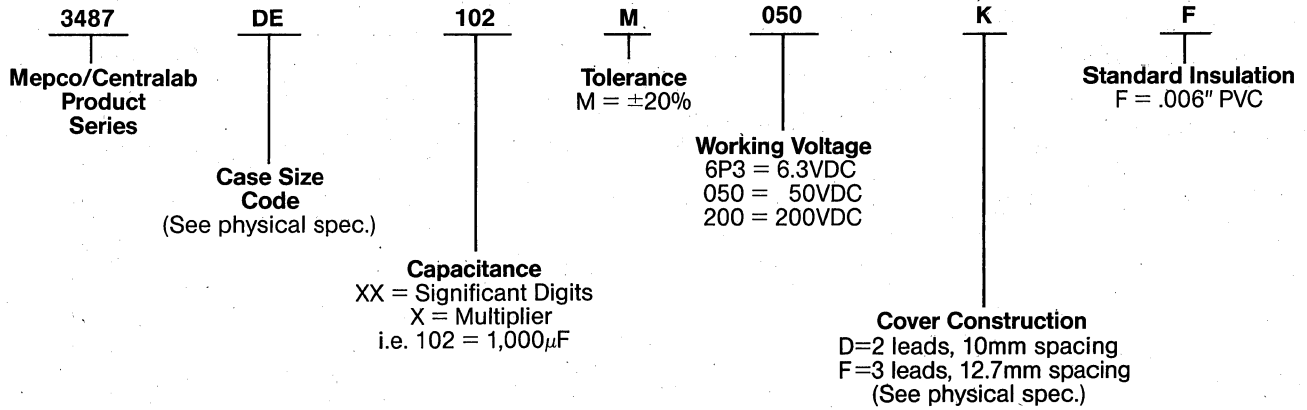 3487 DE 102 M 050 K F
Mepco/Centralab
Product
Series
Case Size
Code
(See physical spec.)
Capacitance
XX = Significant Digits
X = Multiplier
i.e. 102 = 1,000µF
Tolerance
M = ±20%
Working Voltage
6P3 = 6.3VDC
050 = 50VDC
200 = 200VDC
Cover Construction
D=2 leads, 10mm spacing
F=3 leads, 12.7mm spacing
(See physical spec.)
Standard Insulation
F = .006" PVC